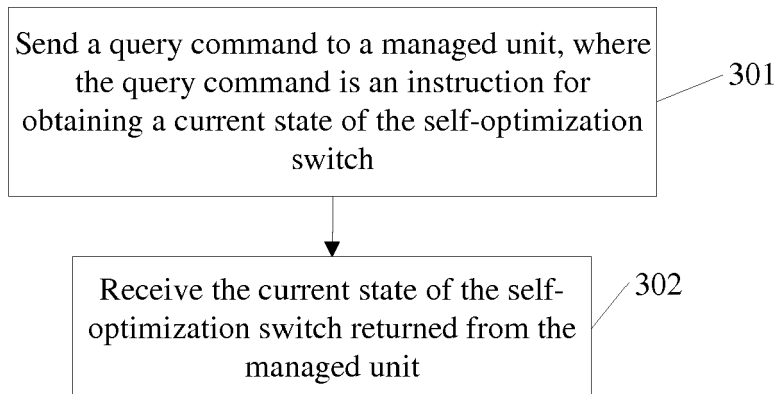 Send a query command to a managed unit, where
the query command is an instruction for
obtaining a current state of the self-optimization
switch
301
Receive the current state of the self-
optimization switch returned from the
managed unit
302